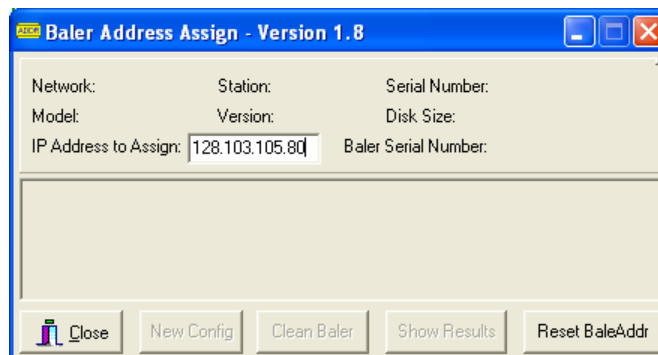 ADDR Baler Address Assign - Version 1.8
Network: Station: Serial Number:
Model: Version: Disk Size:
IP Address to Assign: 128.103.105.80 Baler Serial Number:
Close New Config Clean Baler Show Results Reset BaleAddr